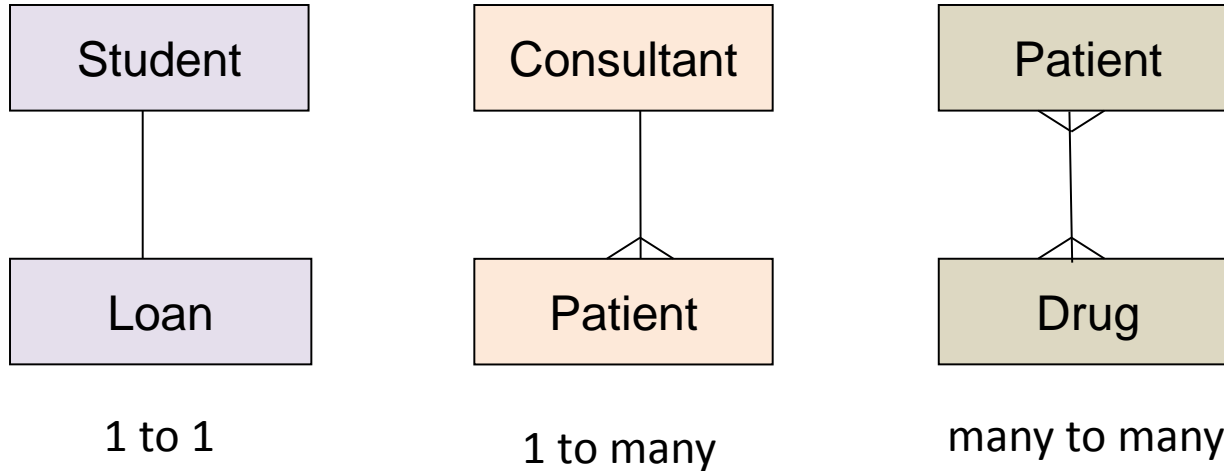 Student
Loan
1 to 1
Consultant
Patient
1 to many
Patient
Drug
many to many